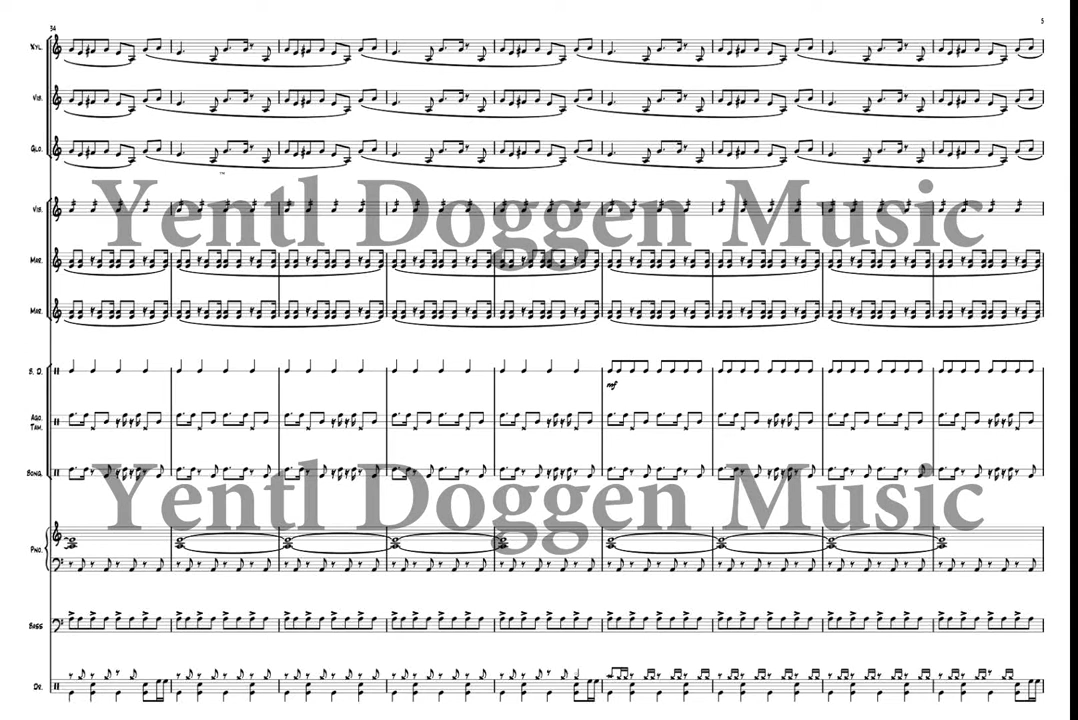 5
34
XYL.
VIB.
GLO.
Yentl Doggen Music
VIB.
MAR.
MAR.
B. D.
mf
AGO.
TAM.
BONG.
Yentl Doggen Music
PNO.
BASS
DR.